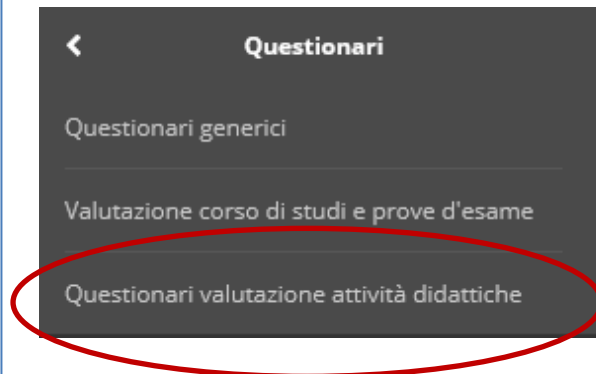 Questionari
Questionari generici
Valutazione corso di studi e prove d'esame
Questionari valutazione attività didattiche